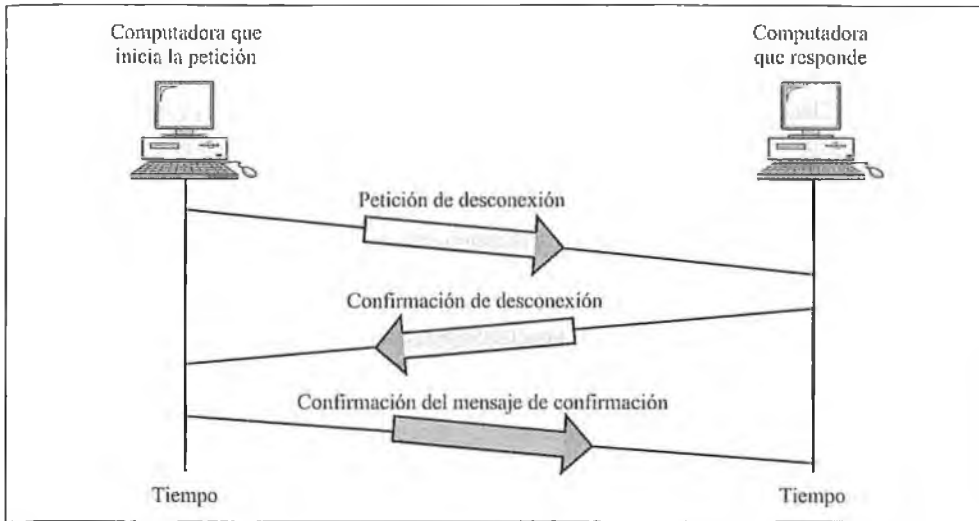 Computadora que
inicia la petición
Computadora
que responde
Petición de desconexión
Confirmación de desconexión
Confirmación del mensaje de confirmación
Tiempo
Tiempo